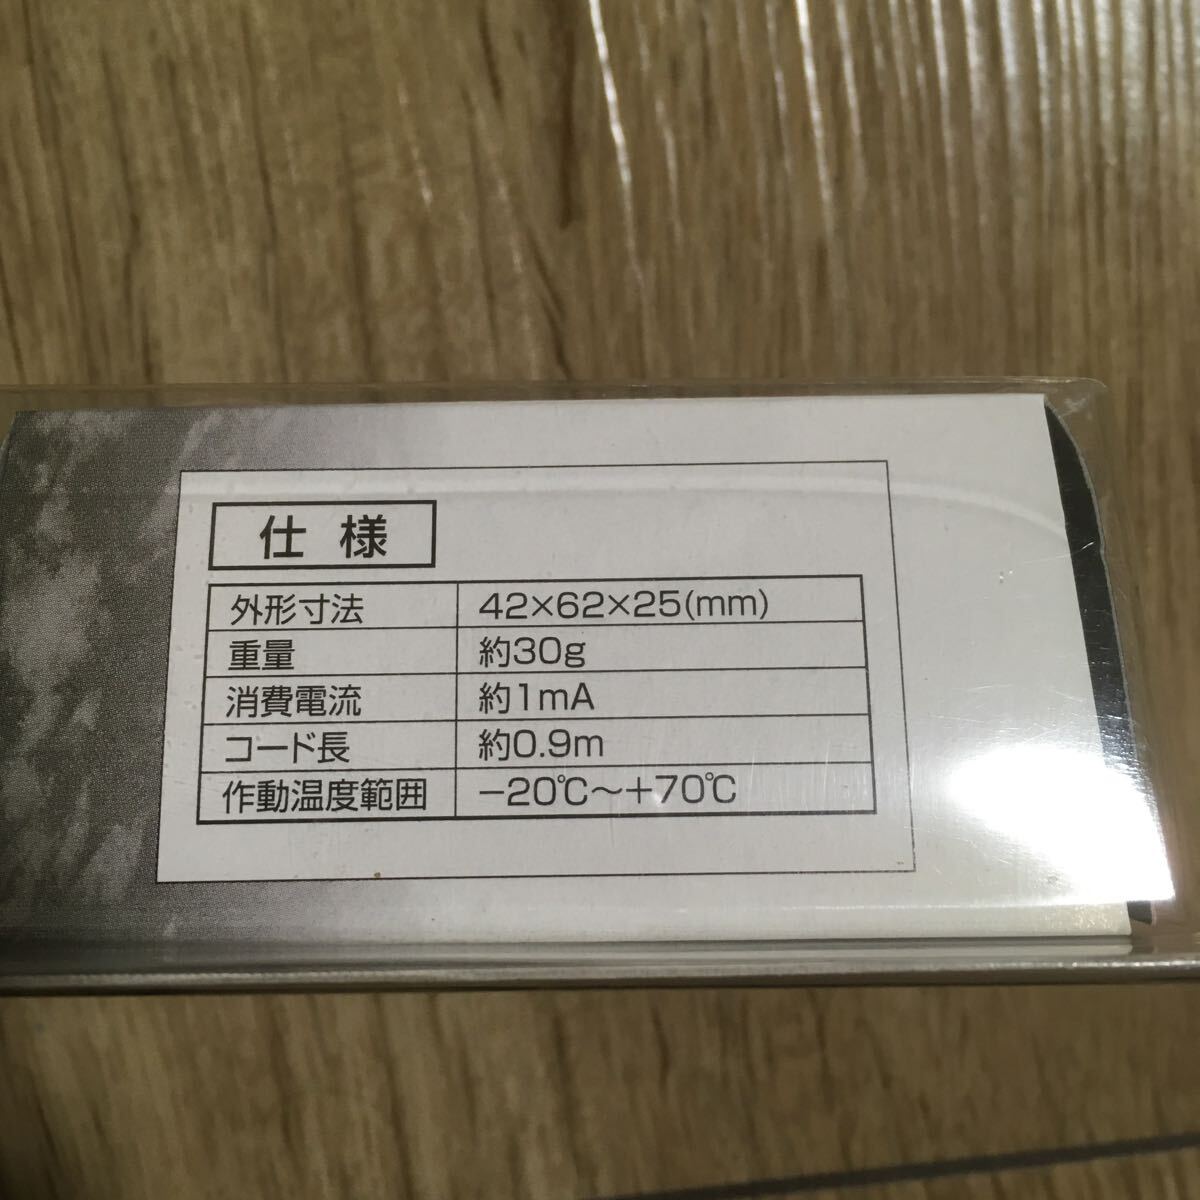 仕様
外形寸法 42×62×25(mm)
重量 約30g
消費電流 約1mA
コード長 約0.9m
作動温度範囲 −20℃〜+70℃